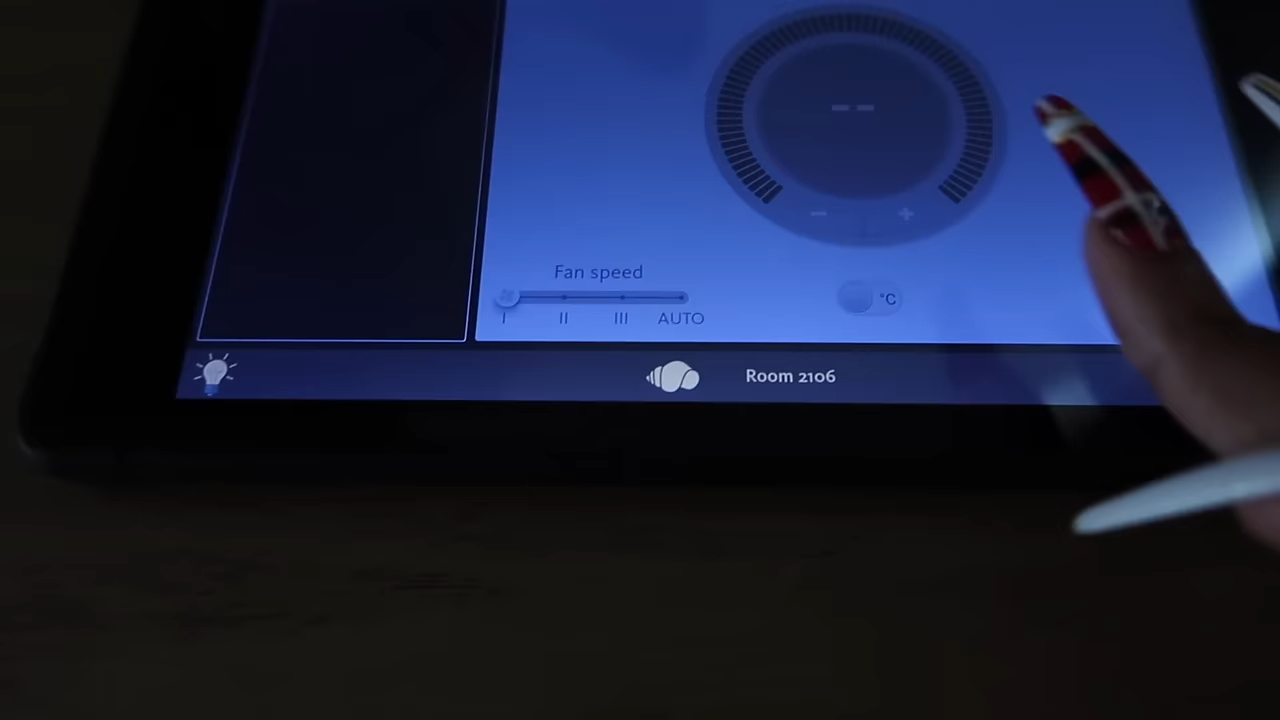 --
− +
Fan speed
I II III AUTO
°C
Room 2106